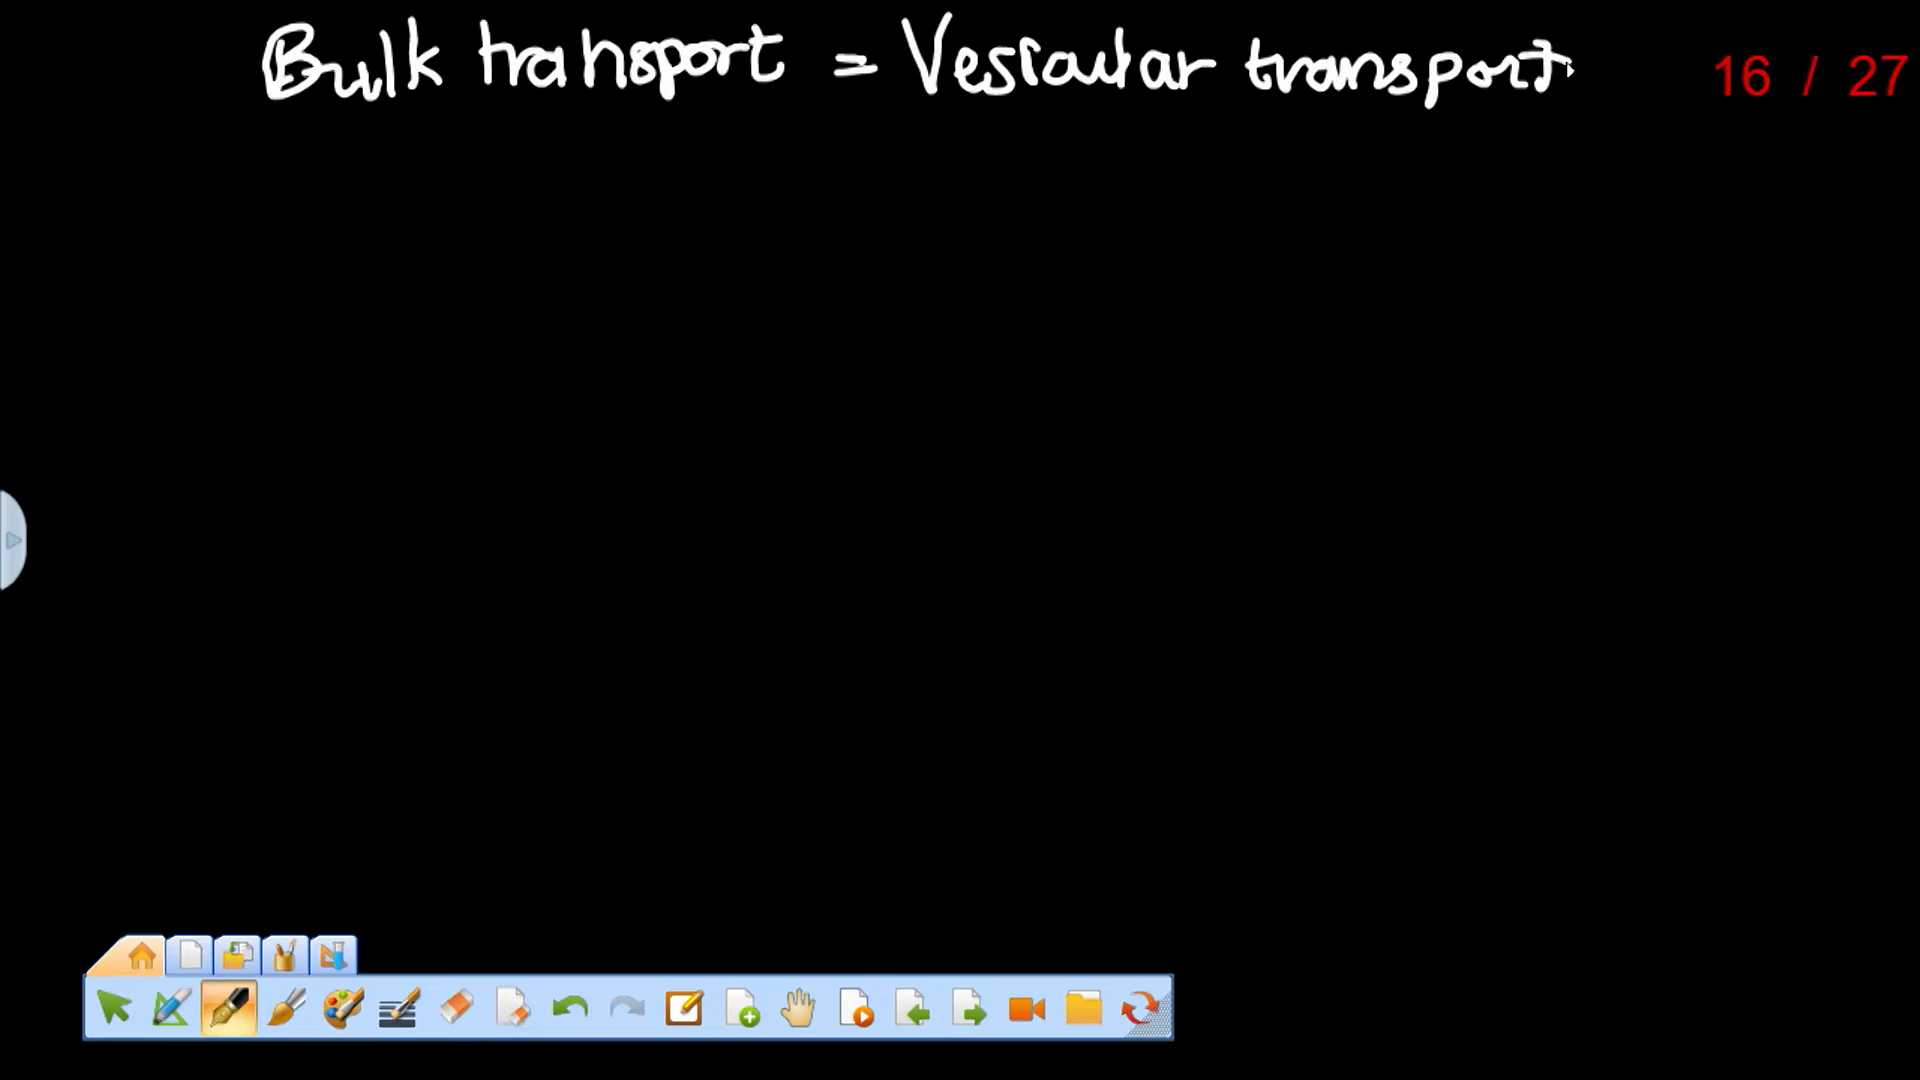 Bulk transport = Vesicular transport
16 / 27